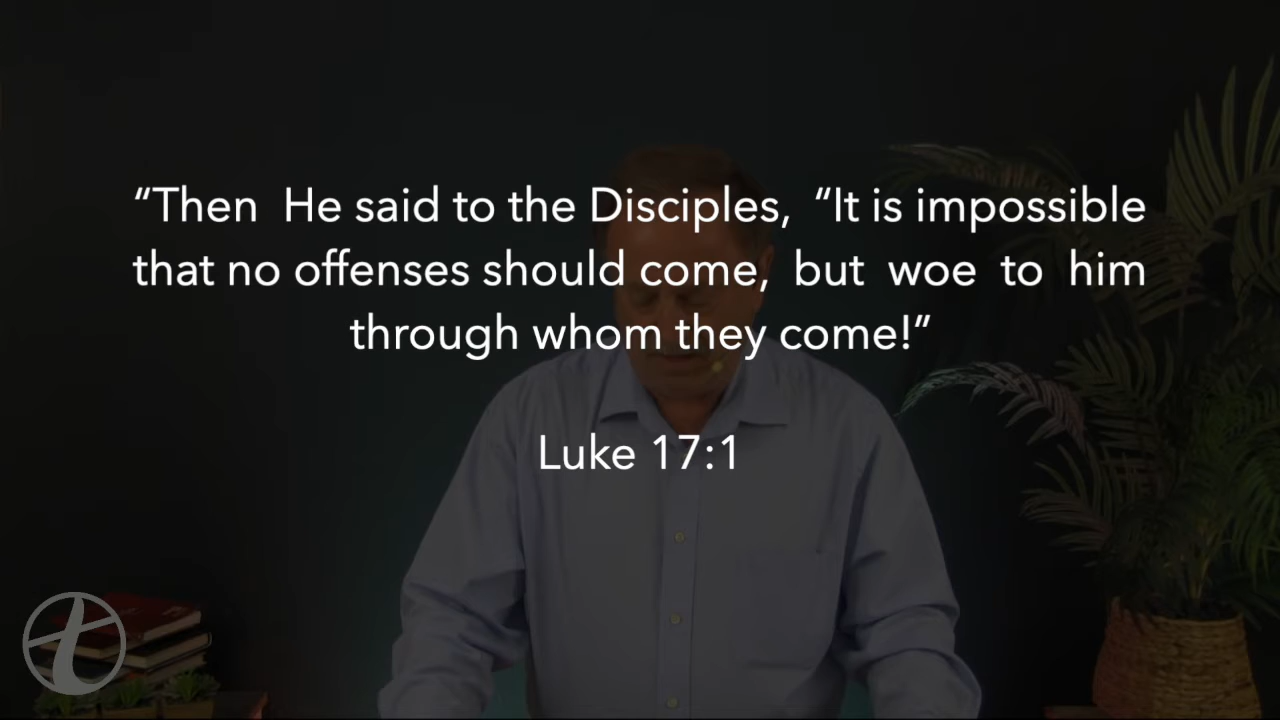 “Then He said to the Disciples, “It is impossible
that no offenses should come, but woe to him
through whom they come!”
Luke 17:1